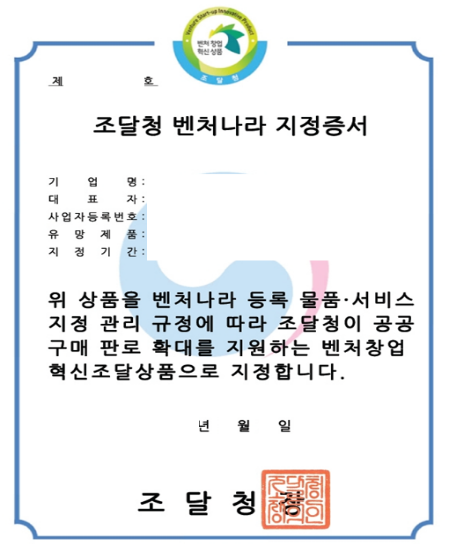 Venture Start-up Innovative Product
벤처 창업
혁신 상품
조달청
제 호
조달청 벤처나라 지정증서
기 업 명 :
대 표 자 :
사업자등록번호 :
유 망 제 품 :
지 정 기 간 :
위 상품을 벤처나라 등록 물품·서비스
지정 관리 규정에 따라 조달청이 공공
구매 판로 확대를 지원하는 벤처창업
혁신조달상품으로 지정합니다.
년 월 일
조 달 청 장